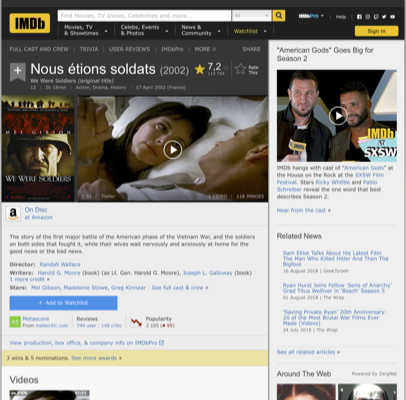 IMDb
Find Movies, TV shows, Celebrities and more...
All
IMDbPro
Help
Movies, TV
& Showtimes
Celebs, Events
& Photos
News &
Community
Watchlist
Sign in
FULL CAST AND CREW | TRIVIA | USER REVIEWS | IMDbPro | MORE
SHARE
Nous étions soldats (2002)
We Were Soldiers (original title)
12 | 2h 18min | Action, Drama, History | 17 April 2002 (France)
7,2
Rate
This
MEL GIBSON
WE WERE SOLDIERS
Trailer
1 VIDEO | 118 IMAGES
On Disc
at Amazon
The story of the first major battle of the American phase of the Vietnam War, and the soldiers
on both sides that fought it, while their wives wait nervously and anxiously at home for the
good news or the bad news.
Director: Randall Wallace
Writers: Harold G. Moore (book) (as Lt. Gen. Harold G. Moore), Joseph L. Galloway (book) |
1 more credit »
Stars: Mel Gibson, Madeleine Stowe, Greg Kinnear | See full cast & crew »
+ Add to Watchlist
Metascore
From metacritic.com
Reviews
749 user | 148 critic
Popularity
View production, box office, & company info on IMDbPro
3 wins & 5 nominations. See more awards »
Videos
"American Gods" Goes Big for
Season 2
IMDb
at
SXSW
IMDb hangs with cast of "American Gods" at
the House on the Rock at the SXSW Film
Festival. Stars Ricky Whittle and Pablo
Schreiber reveal the one word that best
describes Season 2.
Hear from the cast »
Related News
Sam Elliot Talks About His Latest Film
The Man Who Killed Hitler And Then The
Bigfoot
16 August 2018 | GeekTyrant
Ryan Hurst Joins Fellow 'Sons of Anarchy'
Grad Titus Welliver in 'Bosch' Season 5
01 August 2018 | The Wrap
'Saving Private Ryan' 20th Anniversary:
20 of the Most Brutal War Films Ever
Made (Videos)
24 July 2018 | The Wrap
See all related articles »
Around The Web
Powered by ZergNet